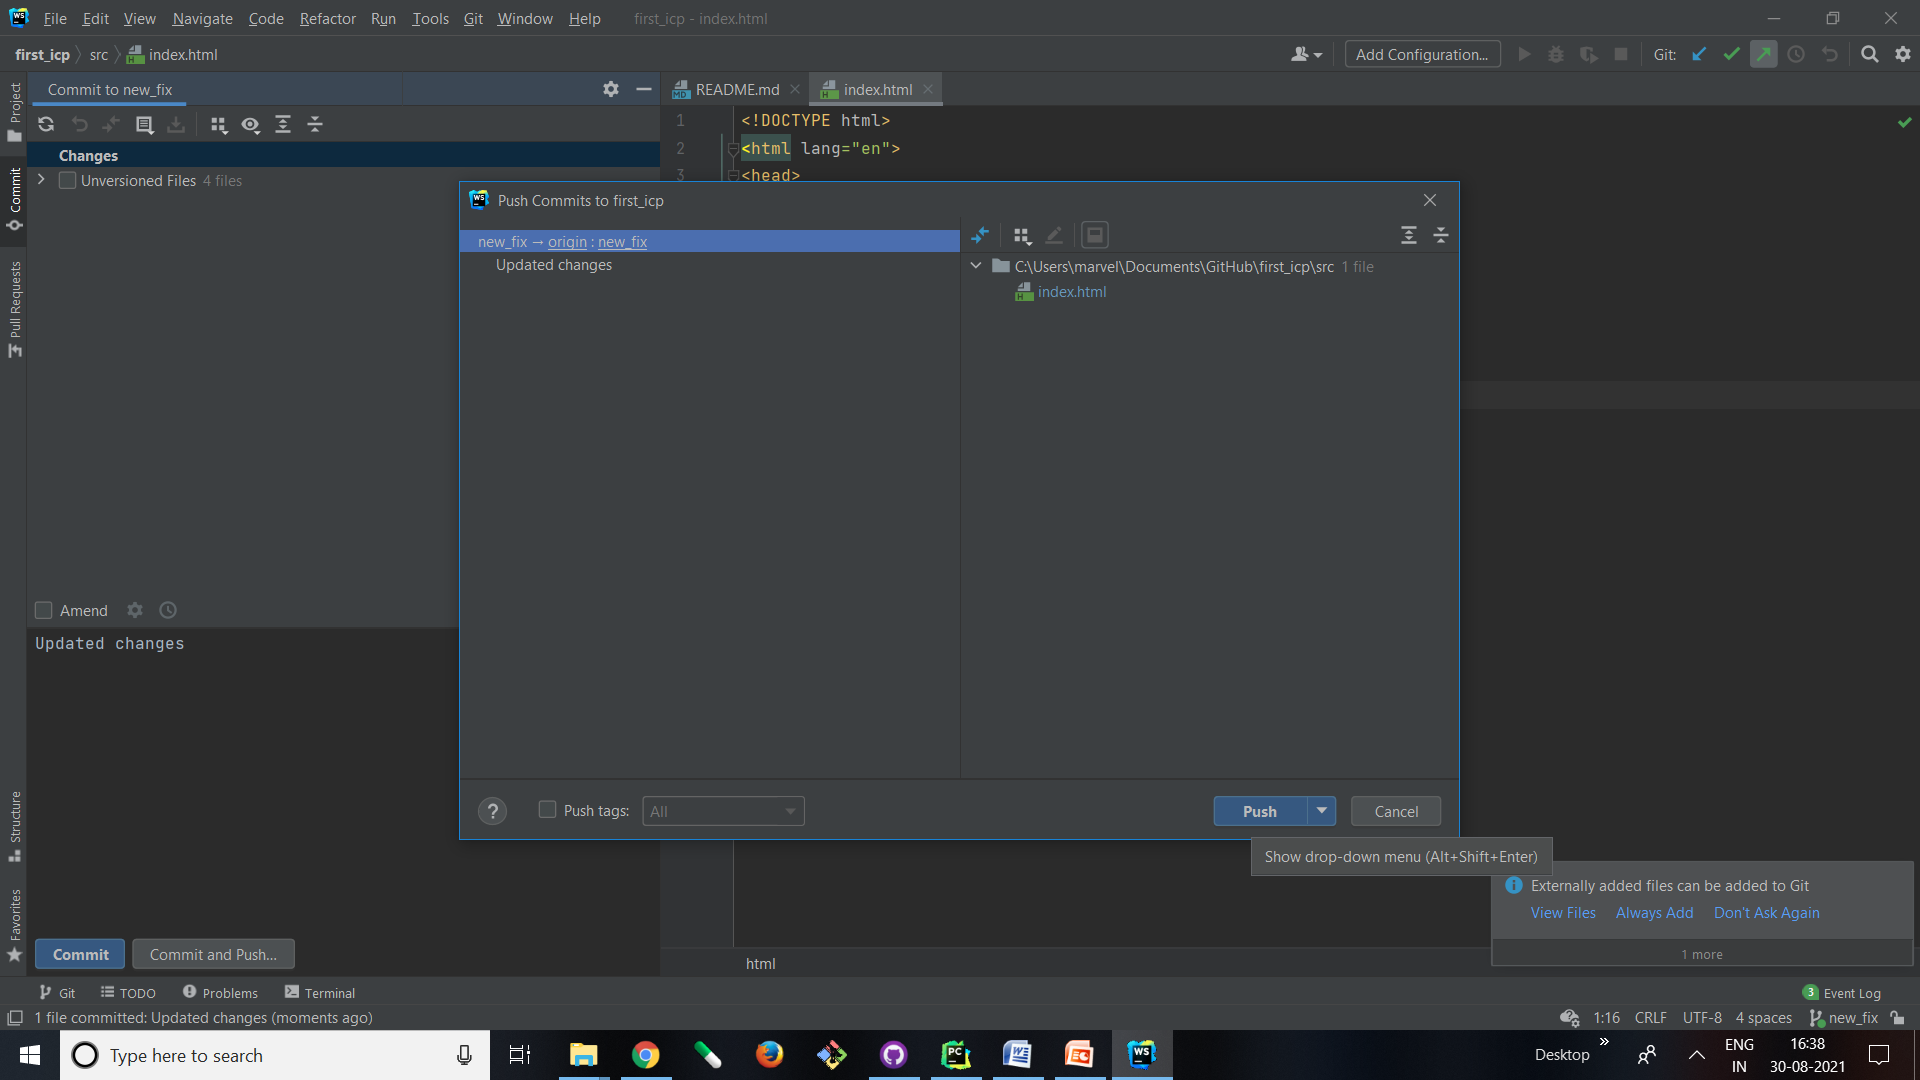 File Edit View Navigate Code Refactor Run Tools Git Window Help first_icp - index.html
first_icp src index.html Add Configuration... Git:
Commit to new_fix
README.md index.html
Project
Commit
Pull Requests
Structure
Favorites
Changes
Unversioned Files 4 files
1 <!DOCTYPE html>
2 <html lang="en">
3 <head>
Push Commits to first_icp
new_fix → origin : new_fix
Updated changes
C:\Users\marvel\Documents\GitHub\first_icp\src 1 file
index.html
Amend
Updated changes
? Push tags: All Push Cancel
Show drop-down menu (Alt+Shift+Enter)
Externally added files can be added to Git
View Files Always Add Don't Ask Again
1 more
Commit Commit and Push...
html
Git TODO Problems Terminal 3 Event Log
1 file committed: Updated changes (moments ago) 1:16 CRLF UTF-8 4 spaces new_fix
Type here to search Desktop ENG IN 16:38 30-08-2021